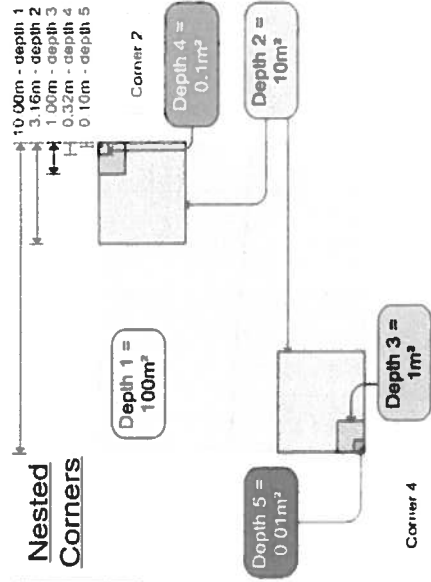 Nested
Corners
10.00m - depth 1
3.16m - depth 2
1.00m - depth 3
0.32m - depth 4
0.10m - depth 5
Corner 2
Depth 1 =
100m²
Depth 4 =
0.1m²
Depth 2 =
10m²
Depth 5 =
0.01m²
Depth 3 =
1m²
Corner 4